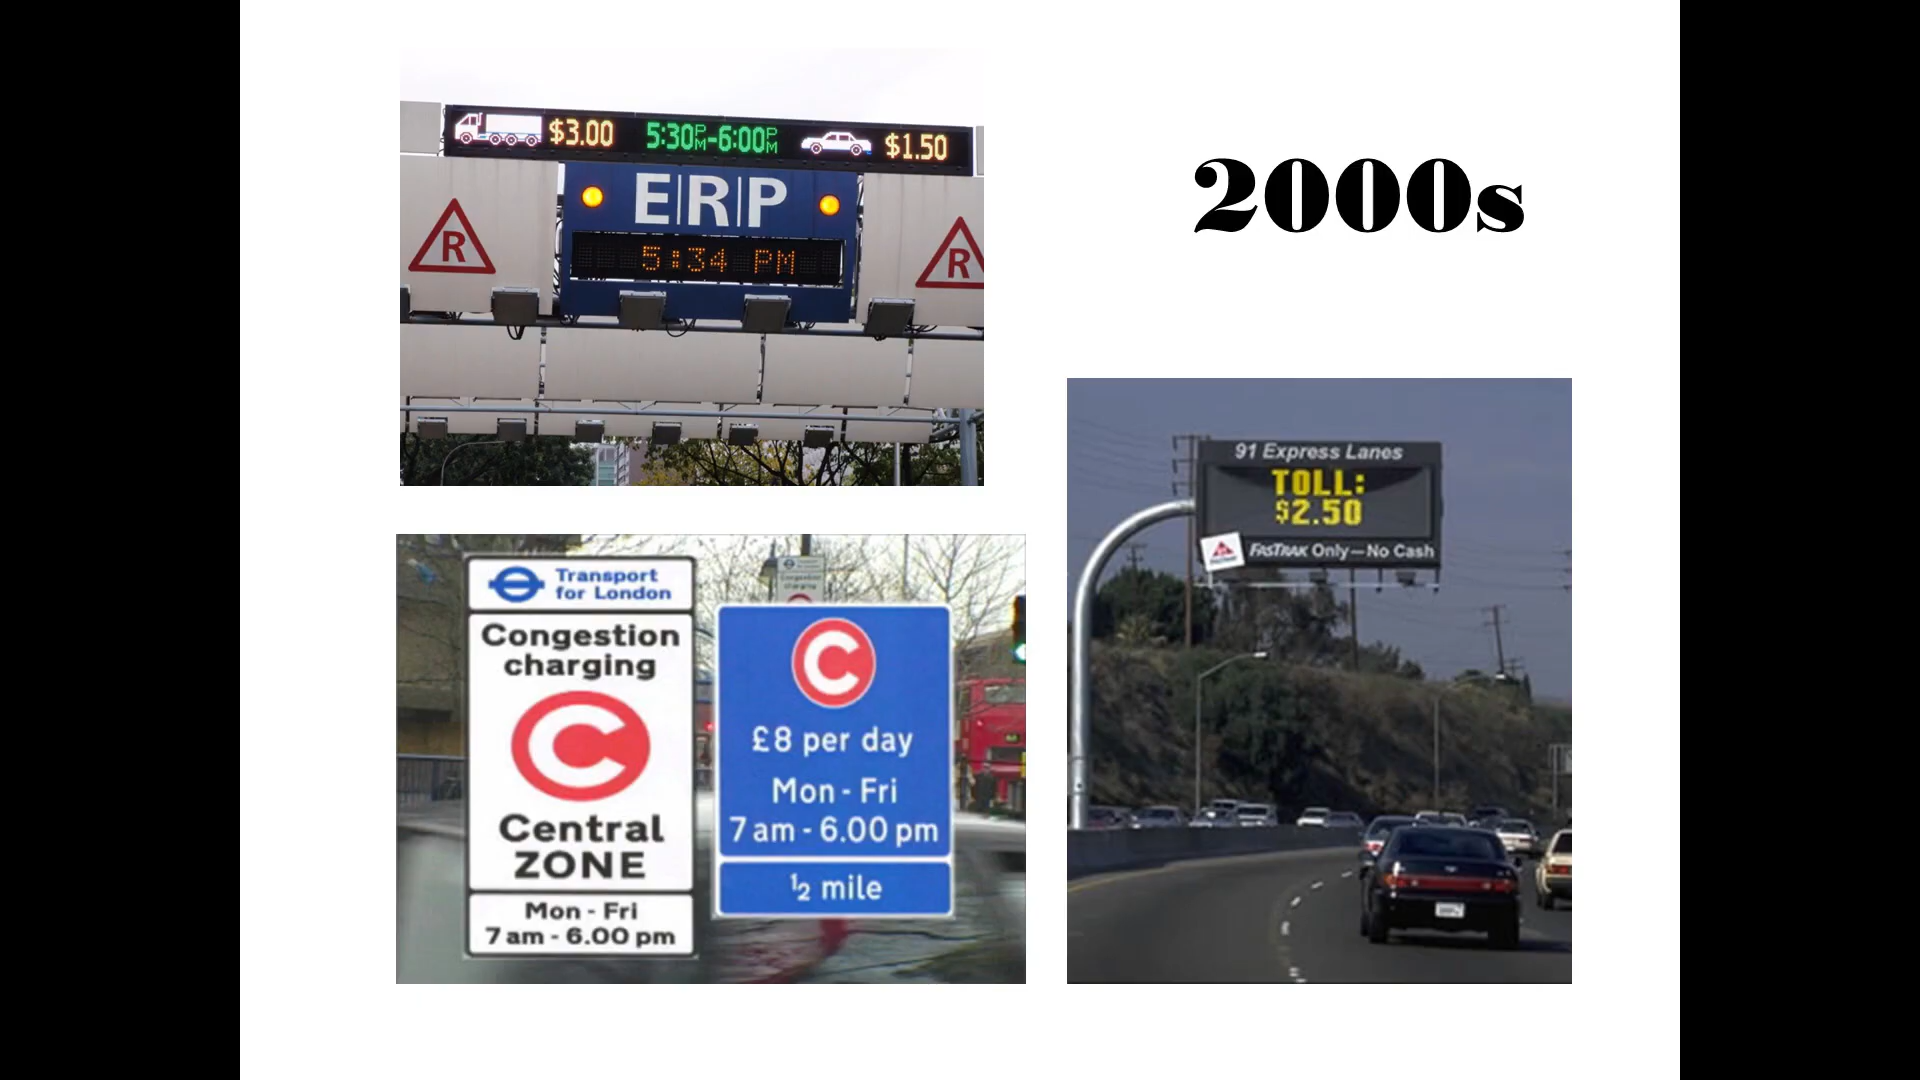 $3.00 5:30PM-6:00PM $1.50
E|R|P
R
5:34 PM
R
2000s
91 Express Lanes
TOLL:
$2.50
FASTRAK Only—No Cash
Transport
for London
Congestion
charging
C
Central
ZONE
Mon - Fri
7 am - 6.00 pm
C
£8 per day
Mon - Fri
7 am - 6.00 pm
½ mile